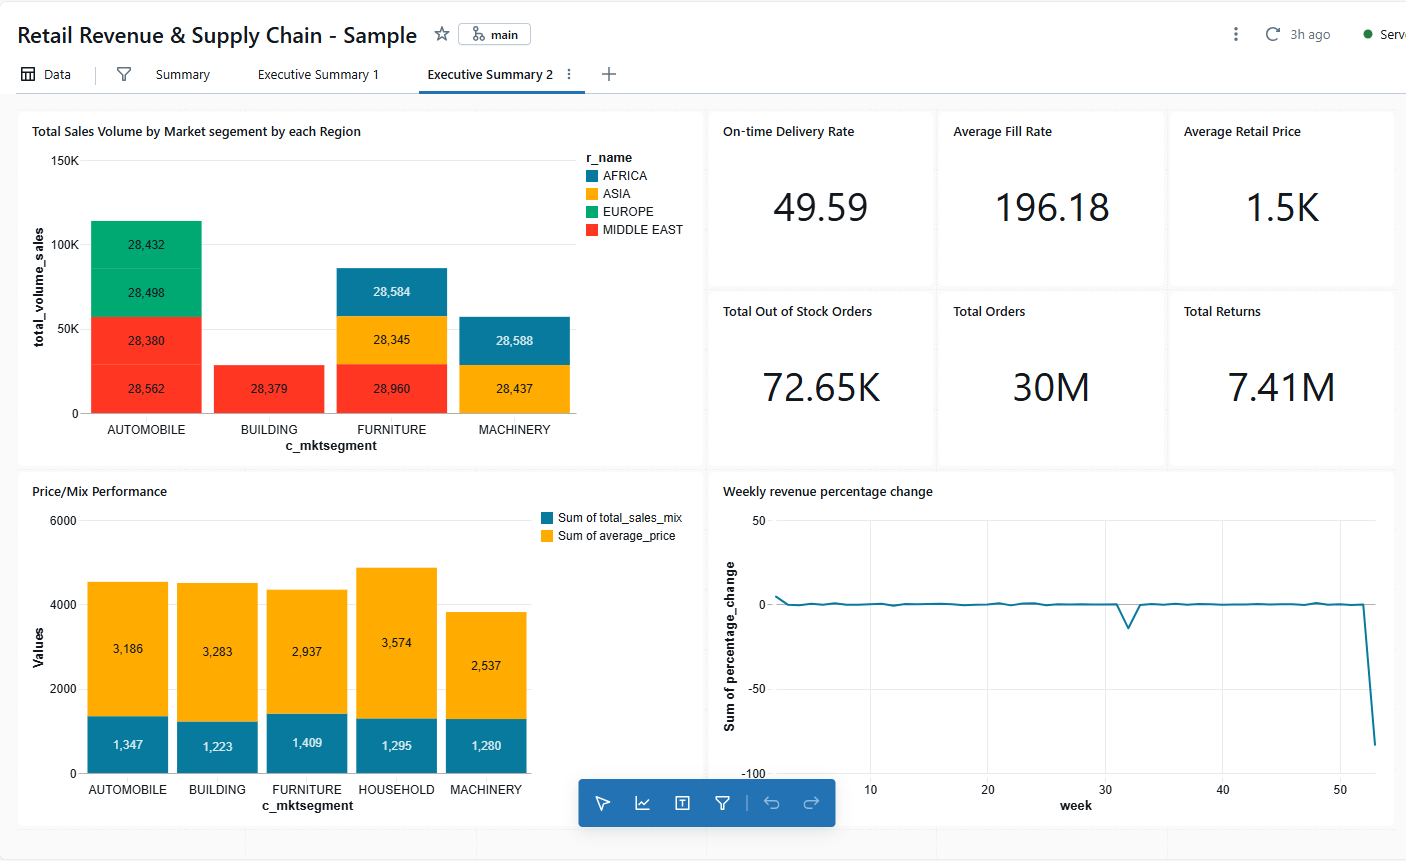 Retail Revenue & Supply Chain - Sample
main
3h ago
Serv
Data
Summary
Executive Summary 1
Executive Summary 2
Total Sales Volume by Market segement by each Region
150K
100K
50K
0
total_volume_sales
28,432
28,498
28,380
28,562
28,379
28,584
28,345
28,960
28,588
28,437
AUTOMOBILE
BUILDING
FURNITURE
MACHINERY
c_mktsegment
r_name
AFRICA
ASIA
EUROPE
MIDDLE EAST
On-time Delivery Rate
49.59
Average Fill Rate
196.18
Average Retail Price
1.5K
Total Out of Stock Orders
72.65K
Total Orders
30M
Total Returns
7.41M
Price/Mix Performance
6000
4000
2000
0
Values
3,186
3,283
2,937
3,574
2,537
1,347
1,223
1,409
1,295
1,280
AUTOMOBILE
BUILDING
FURNITURE
HOUSEHOLD
MACHINERY
c_mktsegment
Sum of total_sales_mix
Sum of average_price
Weekly revenue percentage change
50
0
-50
-100
Sum of percentage_change
10
20
30
40
50
week